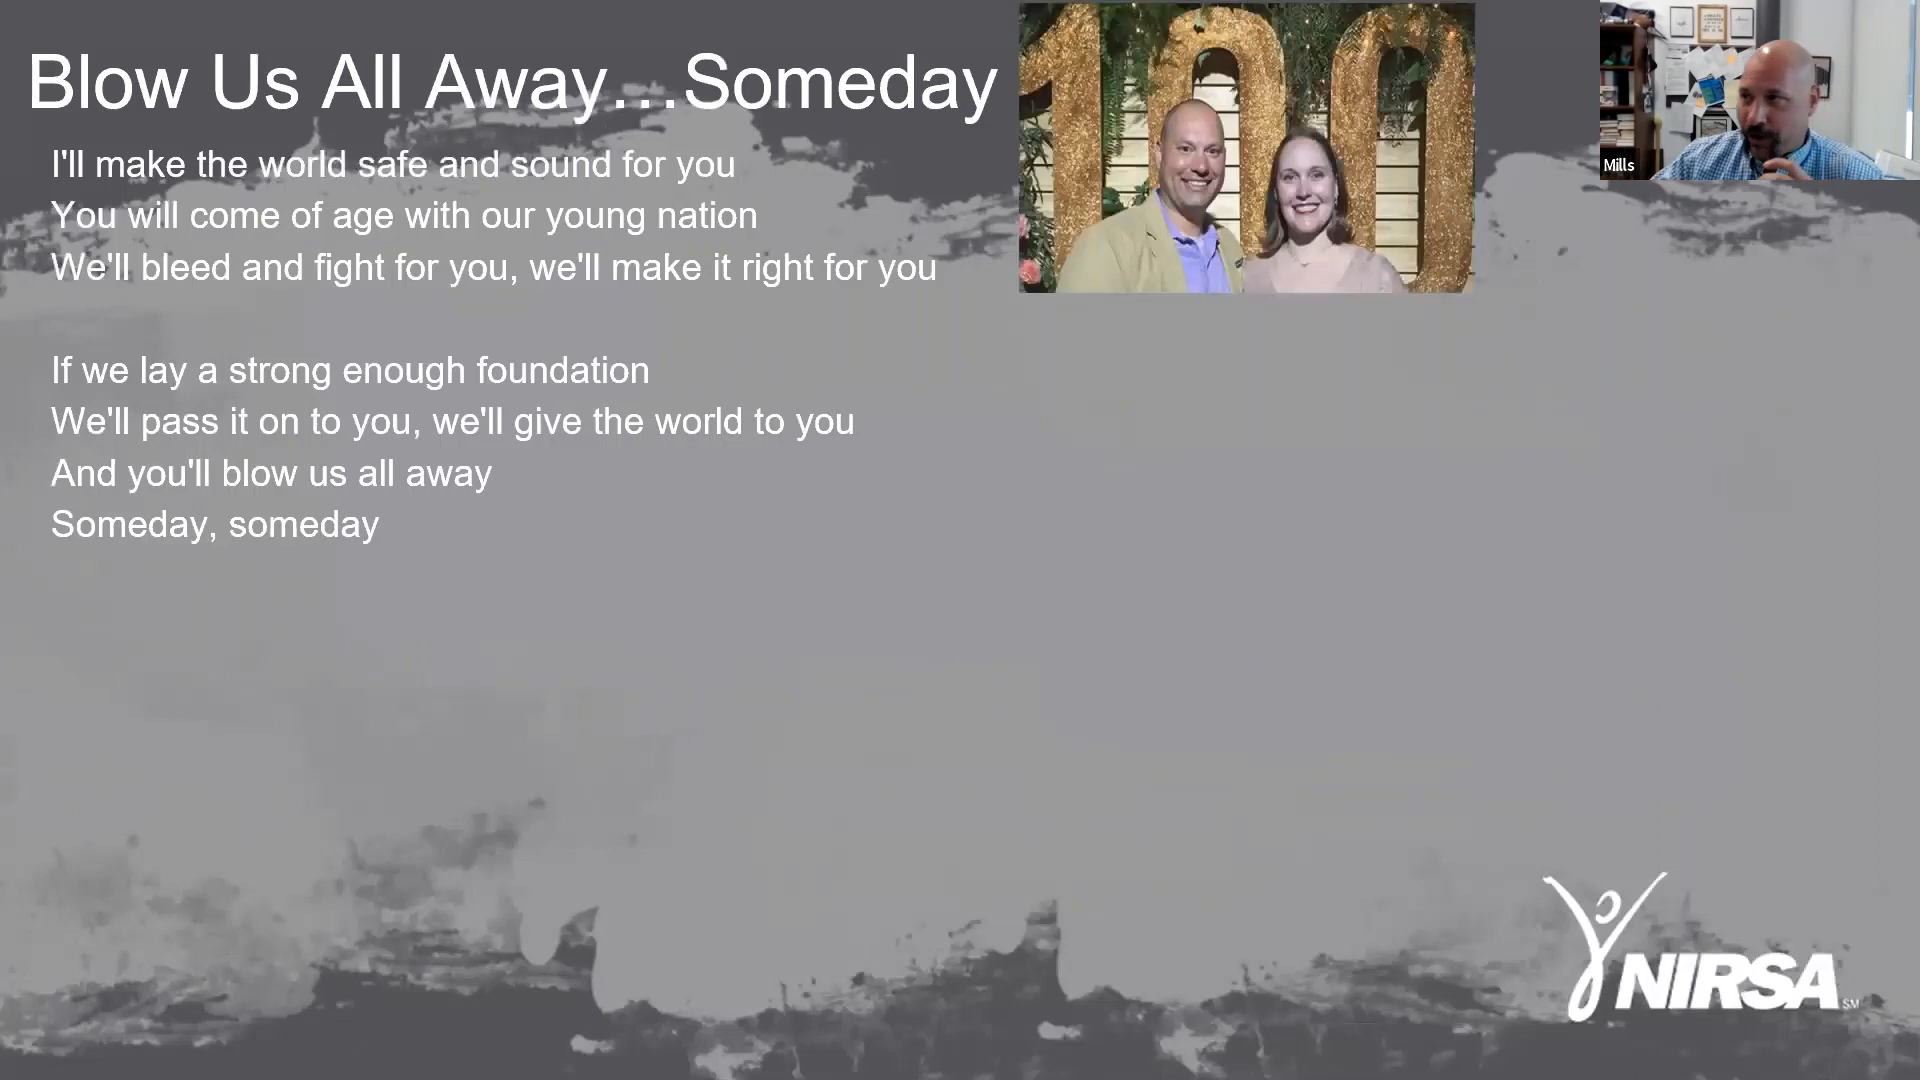 Blow Us All Away…Someday
I'll make the world safe and sound for you
You will come of age with our young nation
We'll bleed and fight for you, we'll make it right for you
If we lay a strong enough foundation
We'll pass it on to you, we'll give the world to you
And you'll blow us all away
Someday, someday
100
Mills
NIRSA SM